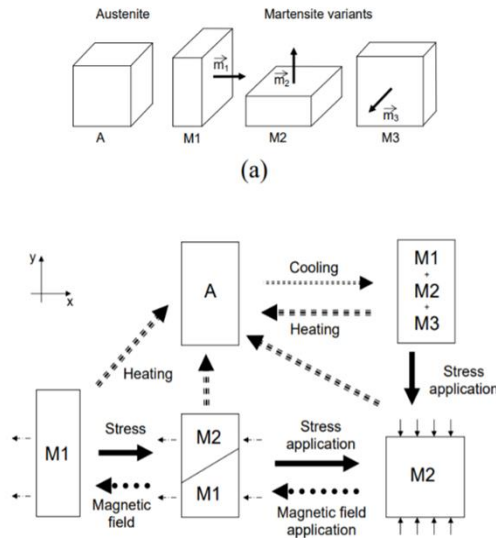 Austenite
Martensite variants
m₁
m₂
m₃
A
M1
M2
M3
(a)
y
x
A
Cooling
Heating
M1
+
M2
+
M3
Heating
Stress
application
M1
Stress
Magnetic
field
M2
M1
Stress
application
Magnetic field
application
M2